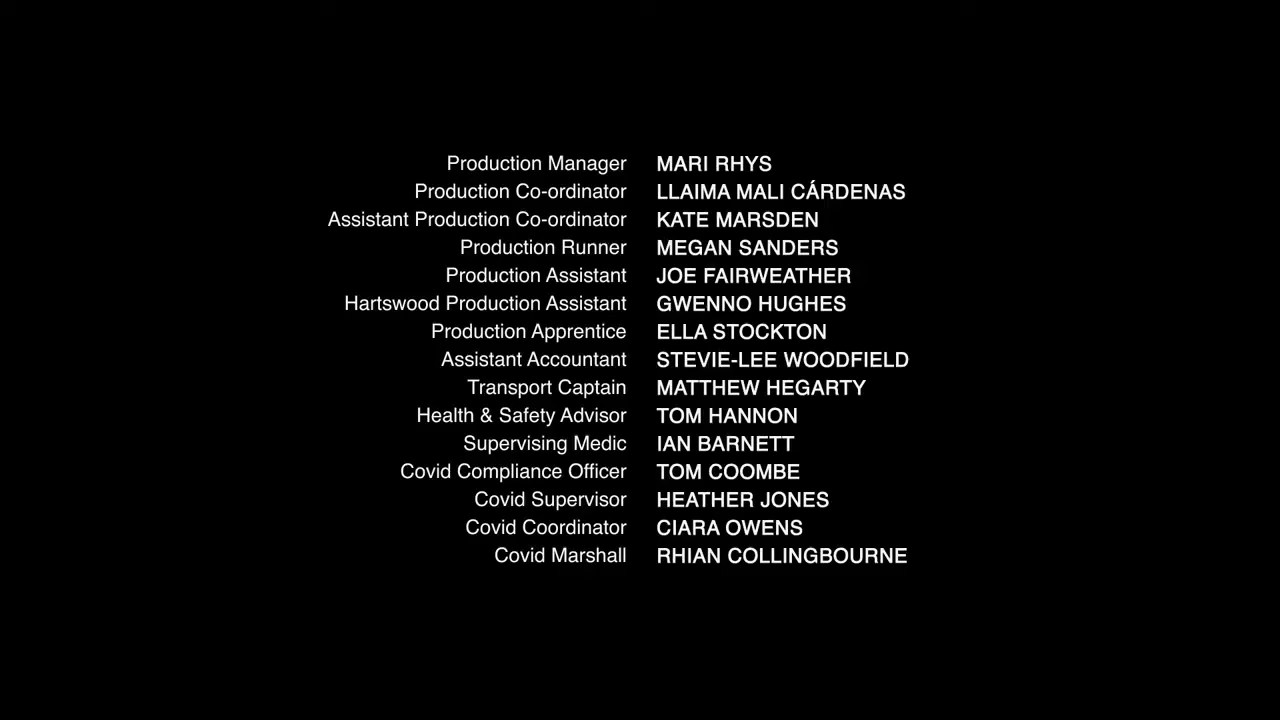 Production Manager MARI RHYS
Production Co-ordinator LLAIMA MALI CÁRDENAS
Assistant Production Co-ordinator KATE MARSDEN
Production Runner MEGAN SANDERS
Production Assistant JOE FAIRWEATHER
Hartswood Production Assistant GWENNO HUGHES
Production Apprentice ELLA STOCKTON
Assistant Accountant STEVIE-LEE WOODFIELD
Transport Captain MATTHEW HEGARTY
Health & Safety Advisor TOM HANNON
Supervising Medic IAN BARNETT
Covid Compliance Officer TOM COOMBE
Covid Supervisor HEATHER JONES
Covid Coordinator CIARA OWENS
Covid Marshall RHIAN COLLINGBOURNE